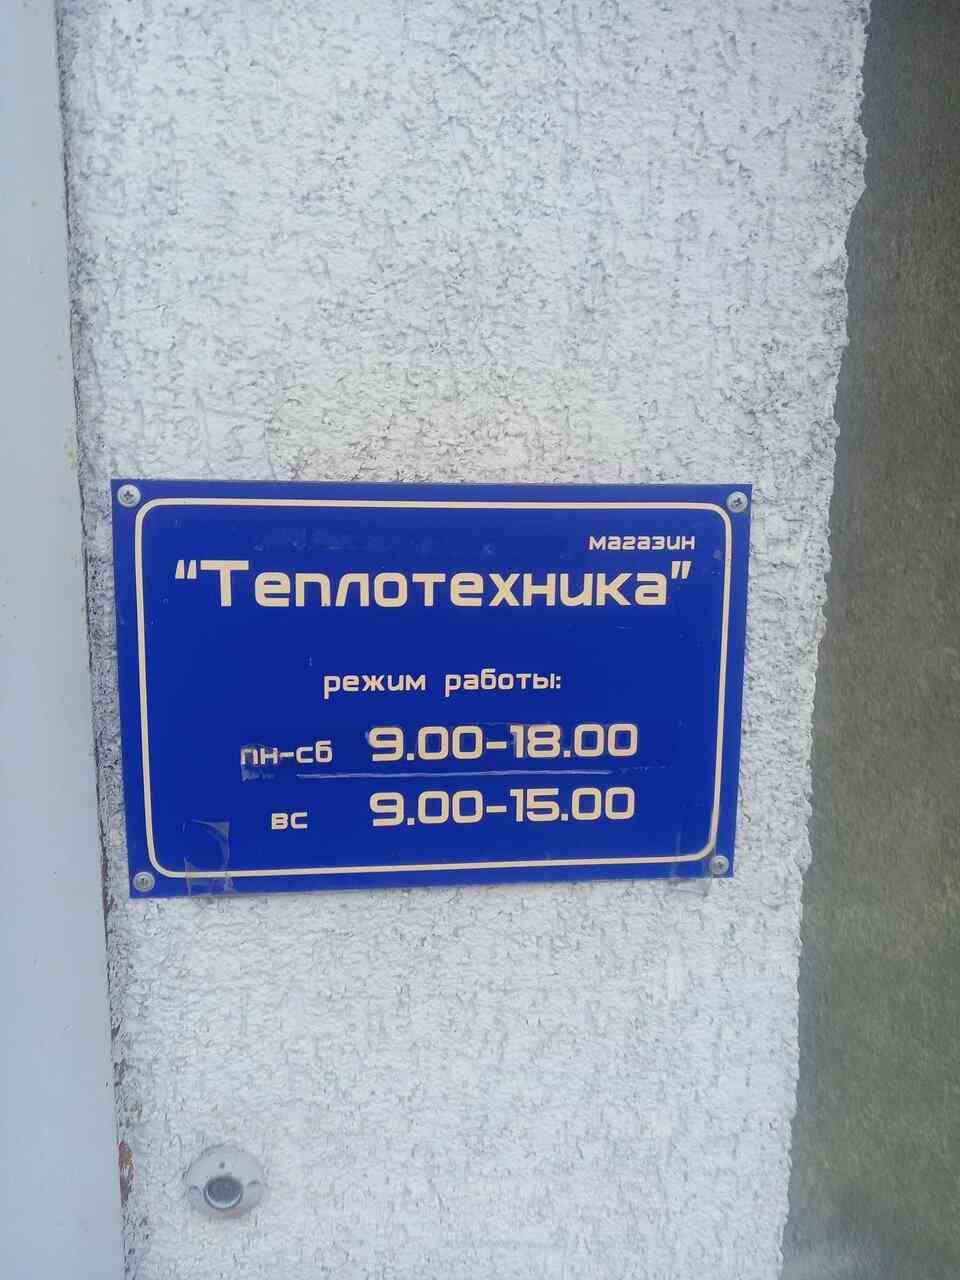 магазин
"Теплотехника"
режим работы:
пн-сб 9.00-18.00
вс 9.00-15.00